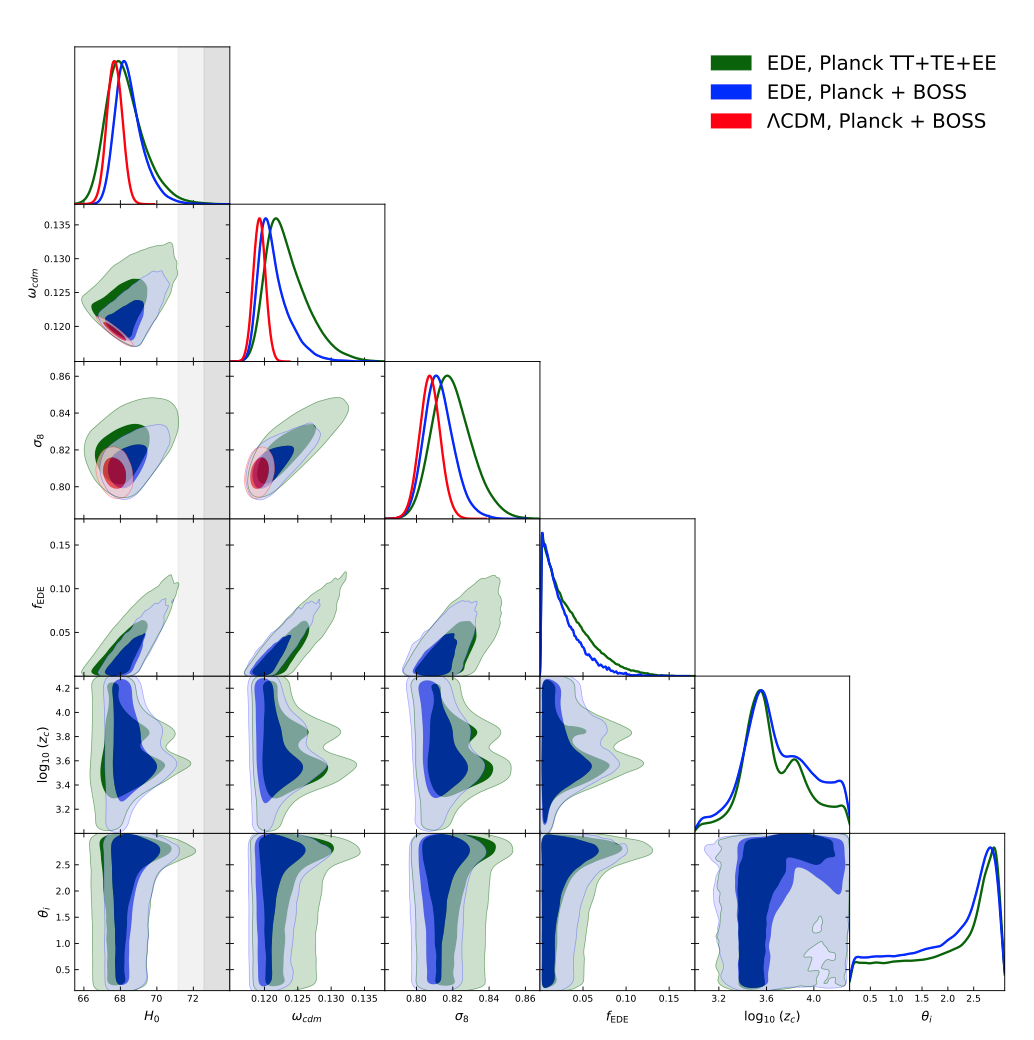 EDE, Planck TT+TE+EE
EDE, Planck + BOSS
ΛCDM, Planck + BOSS
0.135
0.130
0.125
0.120
ω_cdm
0.86
0.84
0.82
0.80
σ_8
0.15
0.10
0.05
f_EDE
4.2
4.0
3.8
3.6
3.4
3.2
log_10 (z_c)
2.5
2.0
1.5
1.0
0.5
θ_i
66 68 70 72
0.120 0.125 0.130 0.135
0.80 0.82 0.84 0.86
0.05 0.10 0.15
3.2 3.6 4.0
0.5 1.0 1.5 2.0 2.5
H_0 ω_cdm σ_8 f_EDE log_10 (z_c) θ_i